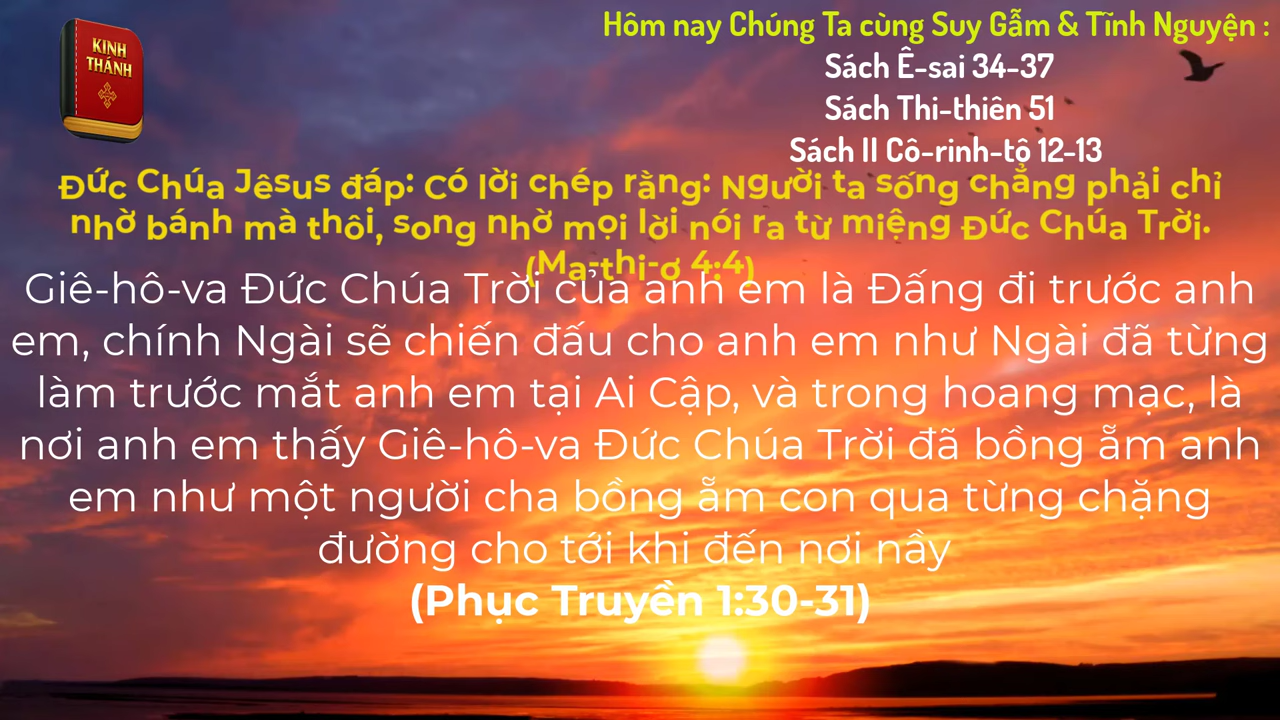 KINH
THÁNH
Hôm nay Chúng Ta cùng Suy Gẫm & Tĩnh Nguyện :
Sách Ê-sai 34-37
Sách Thi-thiên 51
Sách II Cô-rinh-tô 12-13
Đức Chúa Jêsus đáp: Có lời chép rằng: Người ta sống chẳng phải chỉ
nhờ bánh mà thôi, song nhờ mọi lời nói ra từ miệng Đức Chúa Trời.
(Ma-thi-ơ 4:4)
Giê-hô-va Đức Chúa Trời của anh em là Đấng đi trước anh
em, chính Ngài sẽ chiến đấu cho anh em như Ngài đã từng
làm trước mắt anh em tại Ai Cập, và trong hoang mạc, là
nơi anh em thấy Giê-hô-va Đức Chúa Trời đã bồng ẵm anh
em như một người cha bồng ẵm con qua từng chặng
đường cho tới khi đến nơi nầy
(Phục Truyền 1:30-31)